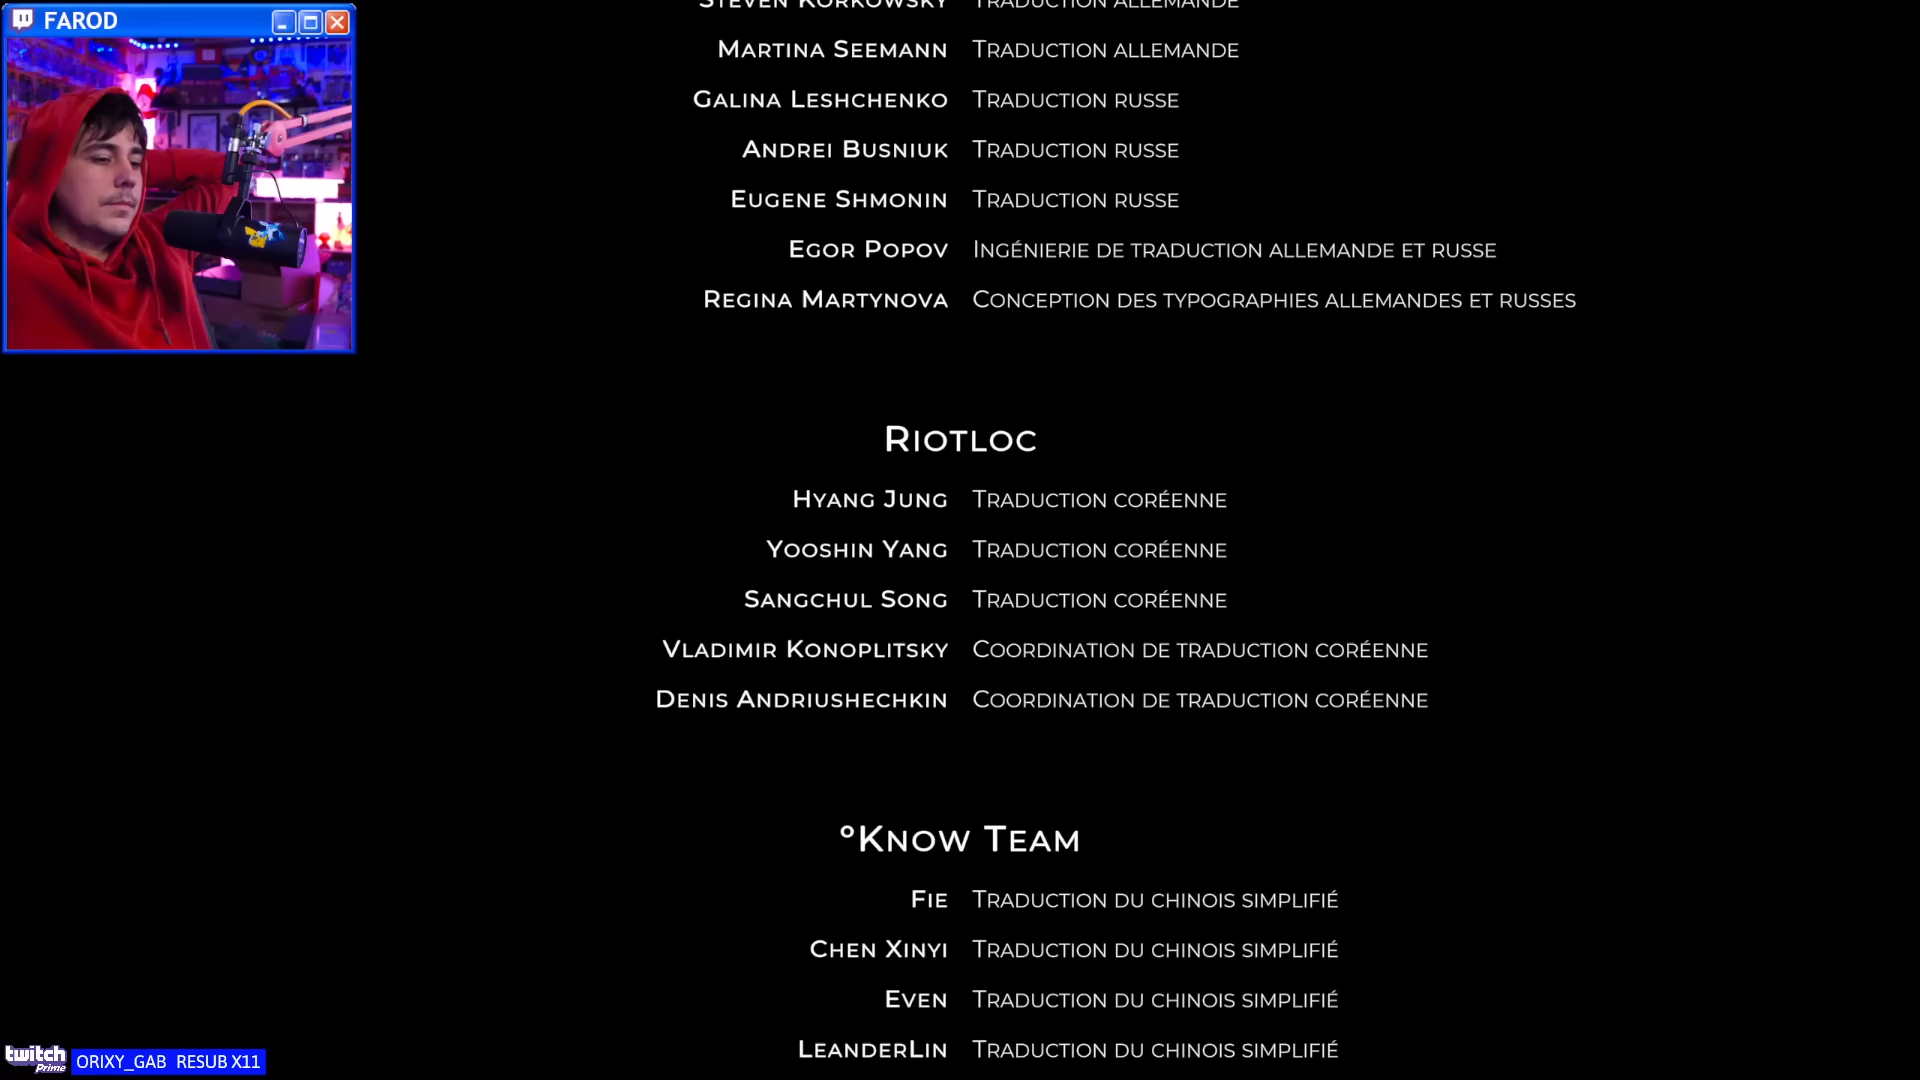 FAROD
Steven Korkowsky Traduction allemande
Martina Seemann Traduction allemande
Galina Leshchenko Traduction russe
Andrei Busniuk Traduction russe
Eugene Shmonin Traduction russe
Egor Popov Ingénierie de traduction allemande et russe
Regina Martynova Conception des typographies allemandes et russes
Riotloc
Hyang Jung Traduction coréenne
Yooshin Yang Traduction coréenne
Sangchul Song Traduction coréenne
Vladimir Konoplitsky Coordination de traduction coréenne
Denis Andriushechkin Coordination de traduction coréenne
°Know Team
Fie Traduction du chinois simplifié
Chen Xinyi Traduction du chinois simplifié
Even Traduction du chinois simplifié
LeanderLin Traduction du chinois simplifié
twitch Prime
ORIXY_GAB RESUB X11